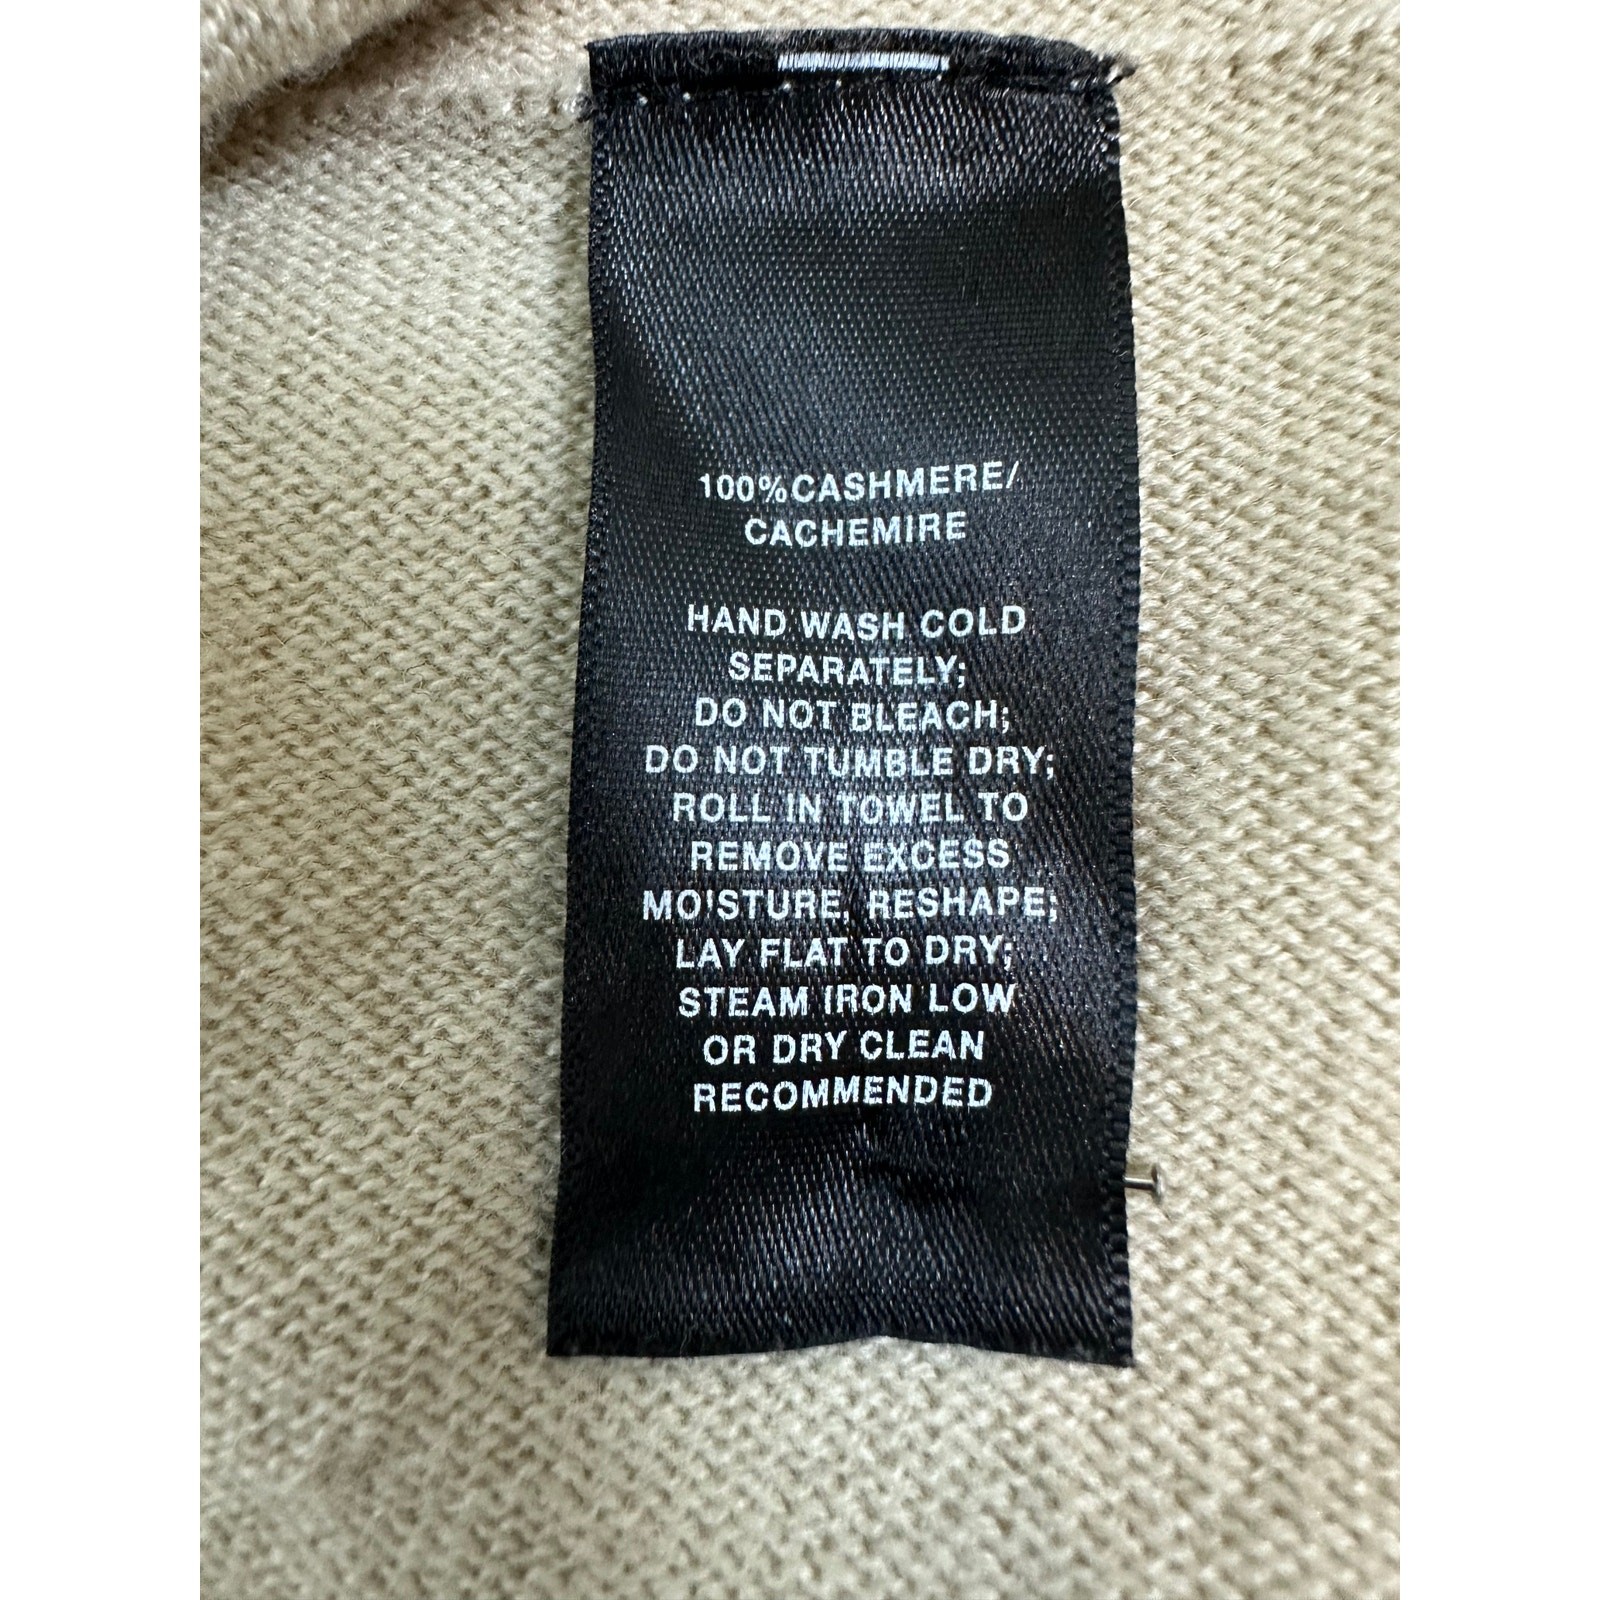 100%CASHMERE/
CACHEMIRE
HAND WASH COLD
SEPARATELY;
DO NOT BLEACH;
DO NOT TUMBLE DRY;
ROLL IN TOWEL TO
REMOVE EXCESS
MOISTURE, RESHAPE;
LAY FLAT TO DRY;
STEAM IRON LOW
OR DRY CLEAN
RECOMMENDED